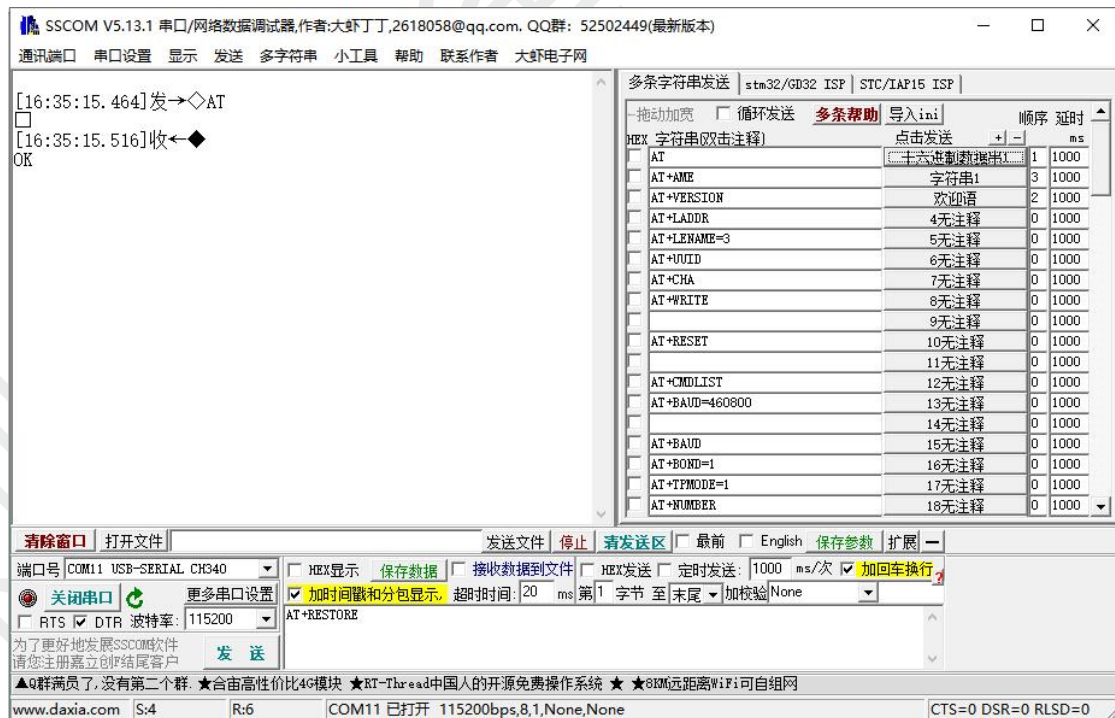 SSCOM V5.13.1 串口/网络数据调试器,作者:大虾丁丁,2618058@qq.com. QQ群: 52502449(最新版本)
通讯端口 串口设置 显示 发送 多字符串 小工具 帮助 联系作者 大虾电子网
[16:35:15.464]发→◇AT
□
[16:35:15.516]收←◆
OK
多条字符串发送 stm32/GD32 ISP STC/IAP15 ISP
拖动加宽 循环发送 多条帮助 导入ini 顺序 延时
HEX 字符串(双击注释) 点击发送 + - ms
AT 十六进制数据串1 1 1000
AT+AME 字符串1 3 1000
AT+VERSION 欢迎语 2 1000
AT+LADDR 4无注释 0 1000
AT+LENAME=3 5无注释 0 1000
AT+UUID 6无注释 0 1000
AT+CHA 7无注释 0 1000
AT+WRITE 8无注释 0 1000
9无注释 0 1000
AT+RESET 10无注释 0 1000
11无注释 0 1000
AT+CMDLIST 12无注释 0 1000
AT+BAUD=460800 13无注释 0 1000
14无注释 0 1000
AT+BAUD 15无注释 0 1000
AT+BOND=1 16无注释 0 1000
AT+TPMODE=1 17无注释 0 1000
AT+NUMBER 18无注释 0 1000
清除窗口 打开文件 发送文件 停止 清发送区 最前 English 保存参数 扩展 —
端口号 COM11 USB-SERIAL CH340 HEX显示 保存数据 接收数据到文件 HEX发送 定时发送: 1000 ms/次 加回车换行
关闭串口 更多串口设置 加时间戳和分包显示, 超时时间: 20 ms 第1 字节 至 末尾 加校验 None
RTS DTR 波特率: 115200 AT+RESTORE
为了更好地发展SSCOM软件
请您注册嘉立创F结尾客户 发 送
▲Q群满员了,没有第二个群. ★合宙高性价比4G模块 ★RT-Thread中国人的开源免费操作系统 ★ ★8KM远距离WiFi可自组网
www.daxia.com S:4 R:6 COM11 已打开 115200bps,8,1,None,None CTS=0 DSR=0 RLSD=0